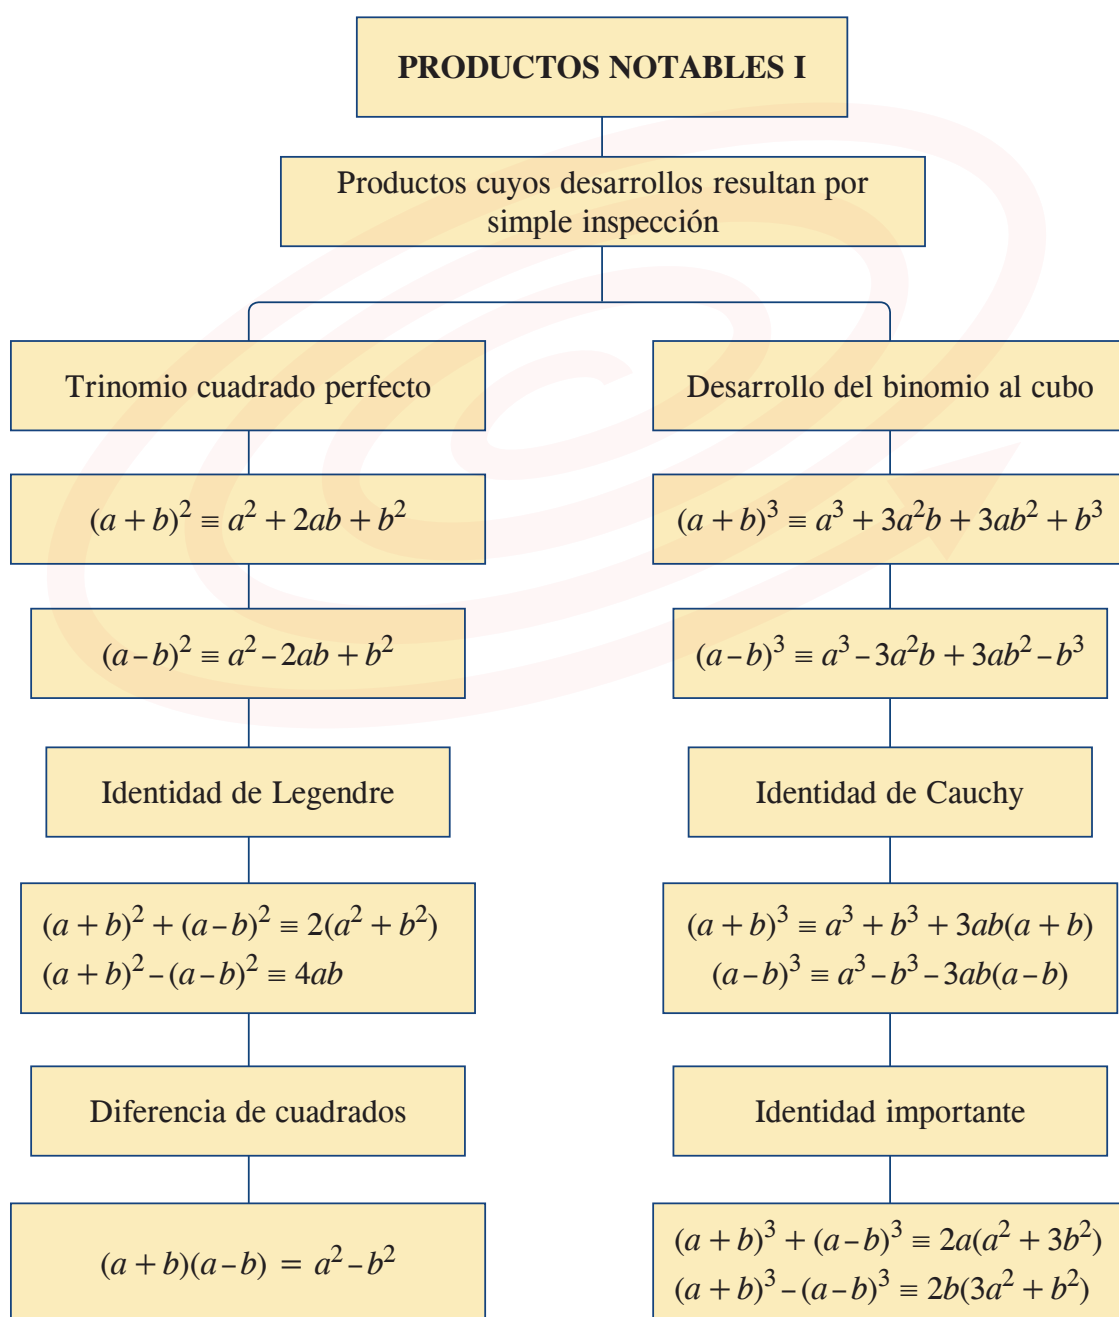 PRODUCTOS NOTABLES I
Productos cuyos desarrollos resultan por
simple inspección
Trinomio cuadrado perfecto
(a + b)² ≡ a² + 2ab + b²
(a – b)² ≡ a² – 2ab + b²
Identidad de Legendre
(a + b)² + (a – b)² ≡ 2(a² + b²)
(a + b)² – (a – b)² ≡ 4ab
Diferencia de cuadrados
(a + b)(a – b) = a² – b²
Desarrollo del binomio al cubo
(a + b)³ ≡ a³ + 3a²b + 3ab² + b³
(a – b)³ ≡ a³ – 3a²b + 3ab² – b³
Identidad de Cauchy
(a + b)³ ≡ a³ + b³ + 3ab(a + b)
(a – b)³ ≡ a³ – b³ – 3ab(a – b)
Identidad importante
(a + b)³ + (a – b)³ ≡ 2a(a² + 3b²)
(a + b)³ – (a – b)³ ≡ 2b(3a² + b²)